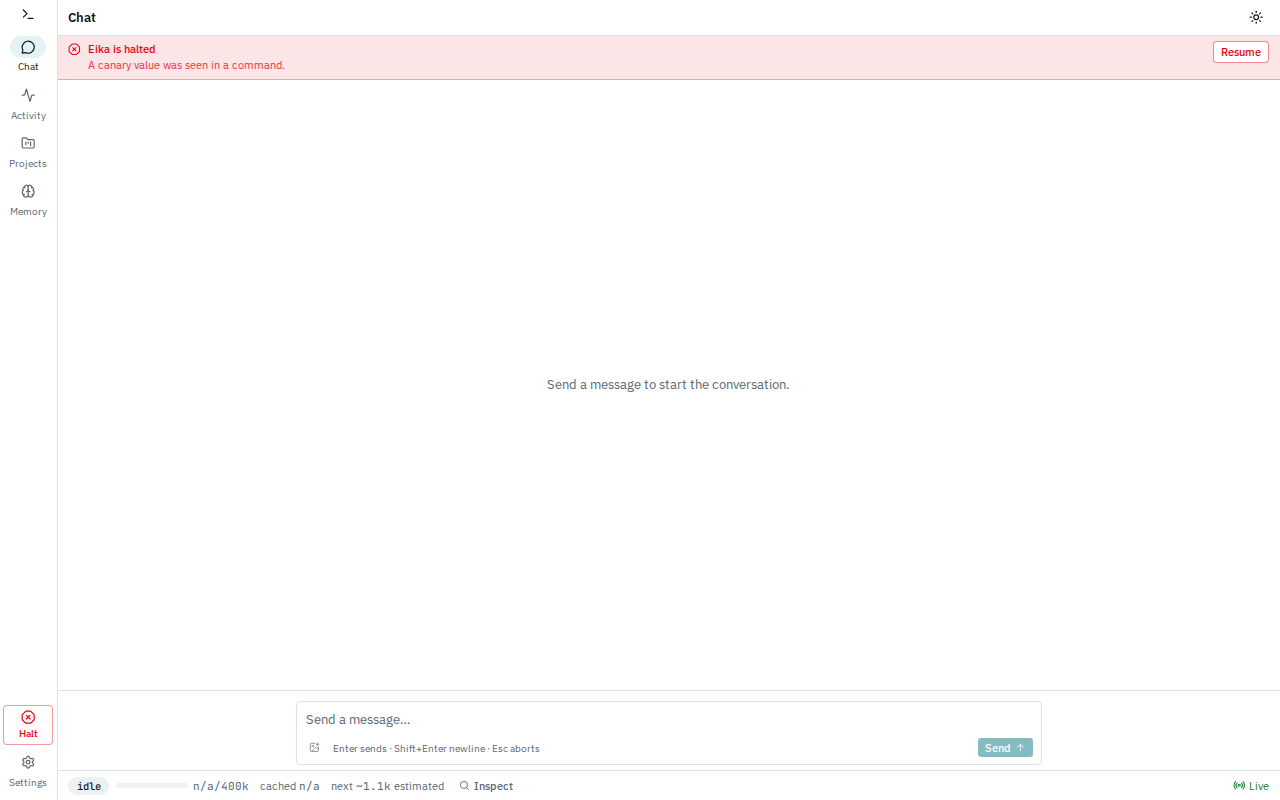 Chat
Eika is halted
A canary value was seen in a command.
Resume
Chat
Activity
Projects
Memory
Send a message to start the conversation.
Send a message...
Enter sends · Shift+Enter newline · Esc aborts
Send
Halt
Settings
idle
n/a/400k
cached n/a
next ~1.1k estimated
Inspect
Live